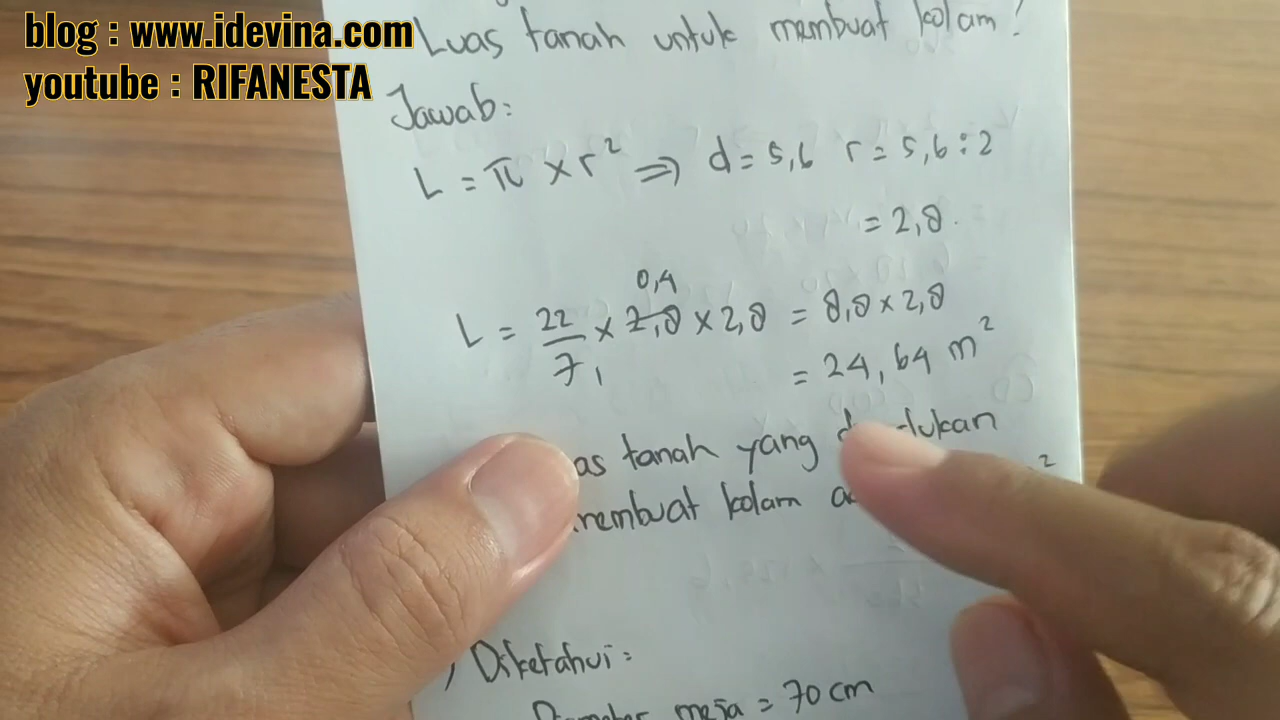 blog : www.idevina.com
youtube : RIFANESTA
Luas tanah untuk membuat kolam!
Jawab:
L = π × r² ⇒ d = 5,6 r = 5,6 : 2
= 2,8.
0,4
L = 22/7 1 × 2,8 × 2,8 = 8,8 × 2,8
= 24,64 m²
tanah yang
membuat kolam
Diketahui:
meja = 70 cm